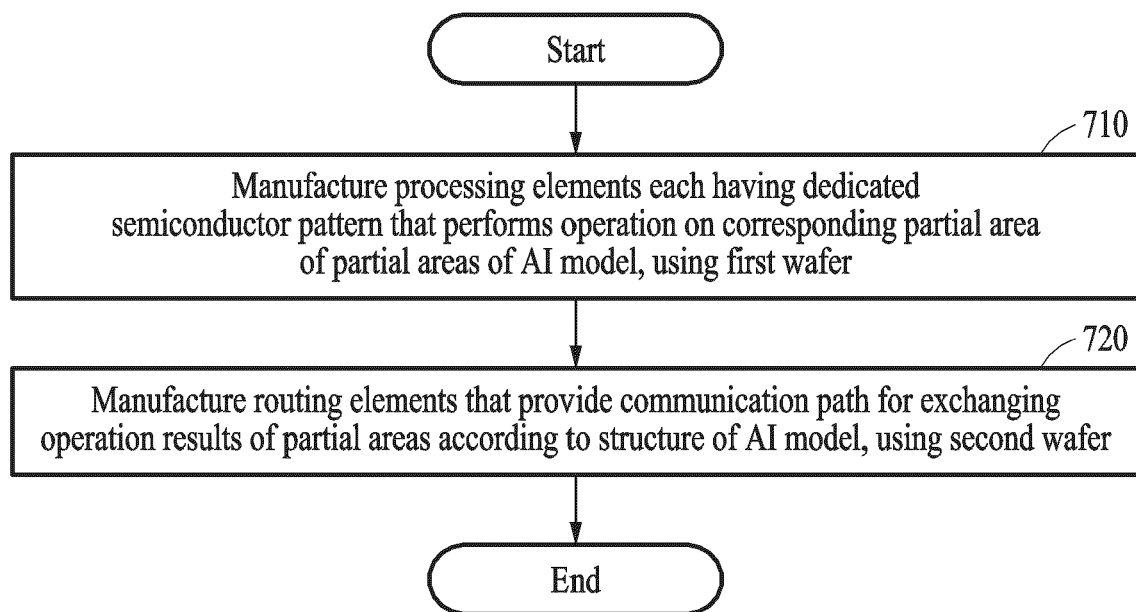 Start
710
Manufacture processing elements each having dedicated
semiconductor pattern that performs operation on corresponding partial area
of partial areas of AI model, using first wafer
720
Manufacture routing elements that provide communication path for exchanging
operation results of partial areas according to structure of AI model, using second wafer
End